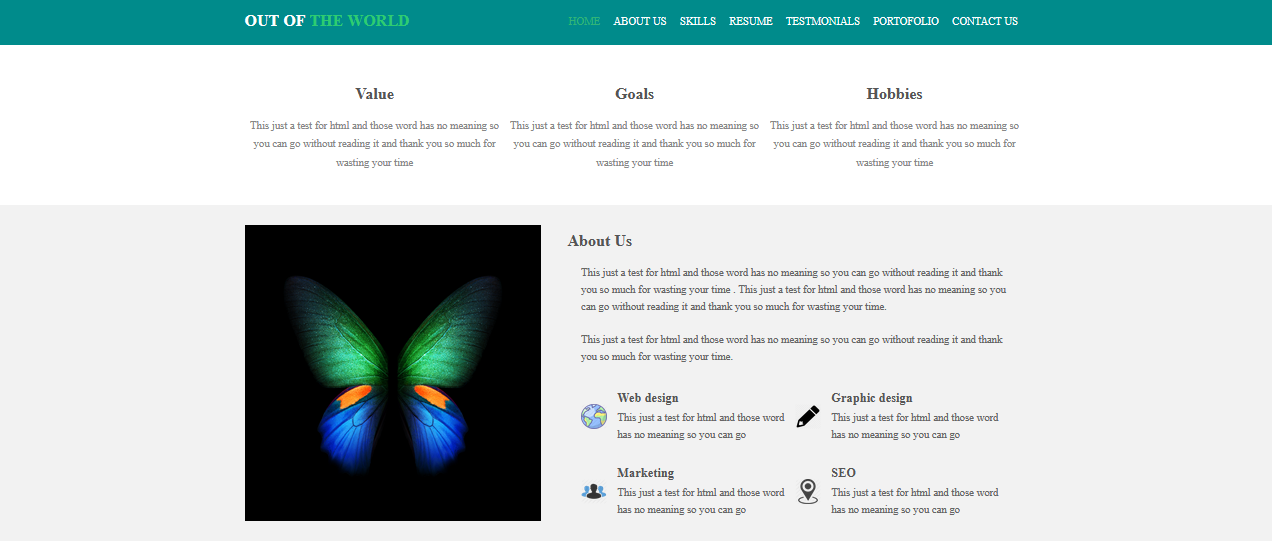 OUT OF THE WORLD
HOME ABOUT US SKILLS RESUME TESTMONIALS PORTOFOLIO CONTACT US
Value
This just a test for html and those word has no meaning so
you can go without reading it and thank you so much for
wasting your time
Goals
This just a test for html and those word has no meaning so
you can go without reading it and thank you so much for
wasting your time
Hobbies
This just a test for html and those word has no meaning so
you can go without reading it and thank you so much for
wasting your time
About Us
This just a test for html and those word has no meaning so you can go without reading it and thank
you so much for wasting your time . This just a test for html and those word has no meaning so you
can go without reading it and thank you so much for wasting your time.
This just a test for html and those word has no meaning so you can go without reading it and thank
you so much for wasting your time.
Web design
This just a test for html and those word
has no meaning so you can go
Graphic design
This just a test for html and those word
has no meaning so you can go
Marketing
This just a test for html and those word
has no meaning so you can go
SEO
This just a test for html and those word
has no meaning so you can go